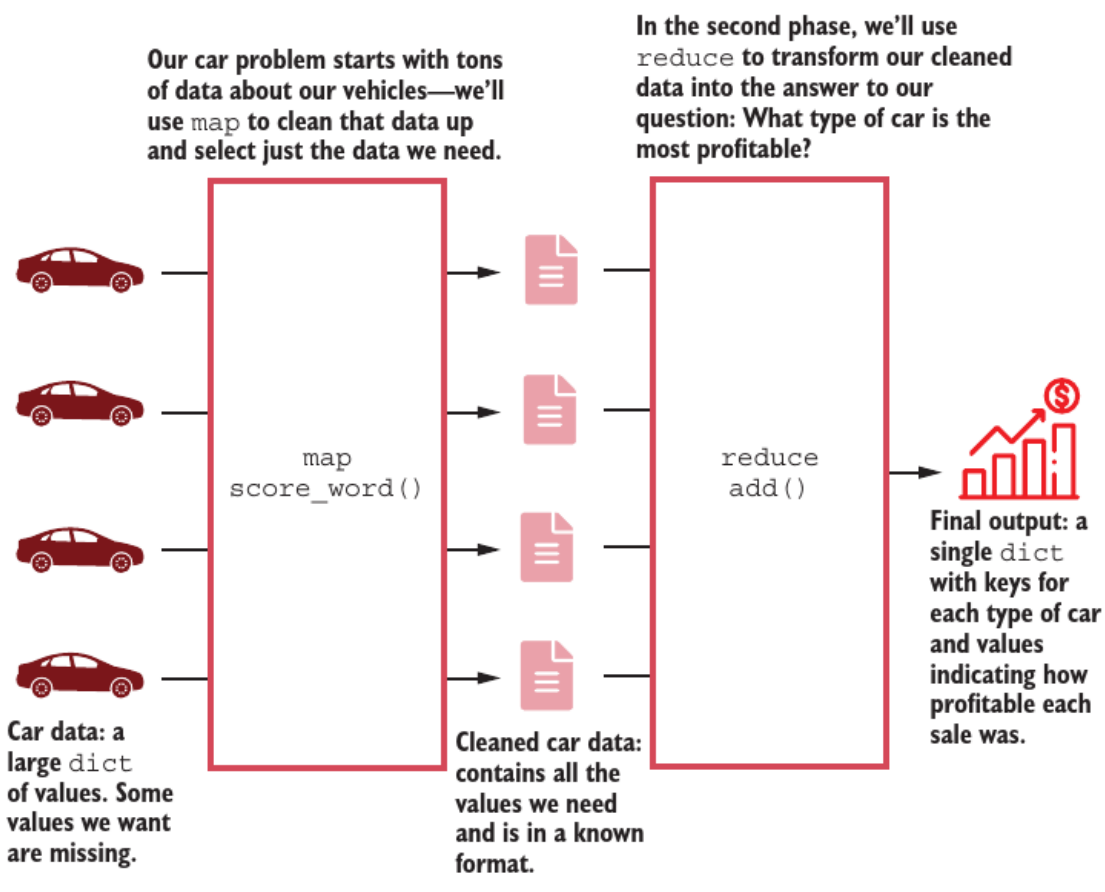 Our car problem starts with tons
of data about our vehicles—we'll
use map to clean that data up
and select just the data we need.
In the second phase, we'll use
reduce to transform our cleaned
data into the answer to our
question: What type of car is the
most profitable?
map
score_word()
reduce
add()
$
Car data: a
large dict
of values. Some
values we want
are missing.
Cleaned car data:
contains all the
values we need
and is in a known
format.
Final output: a
single dict
with keys for
each type of car
and values
indicating how
profitable each
sale was.